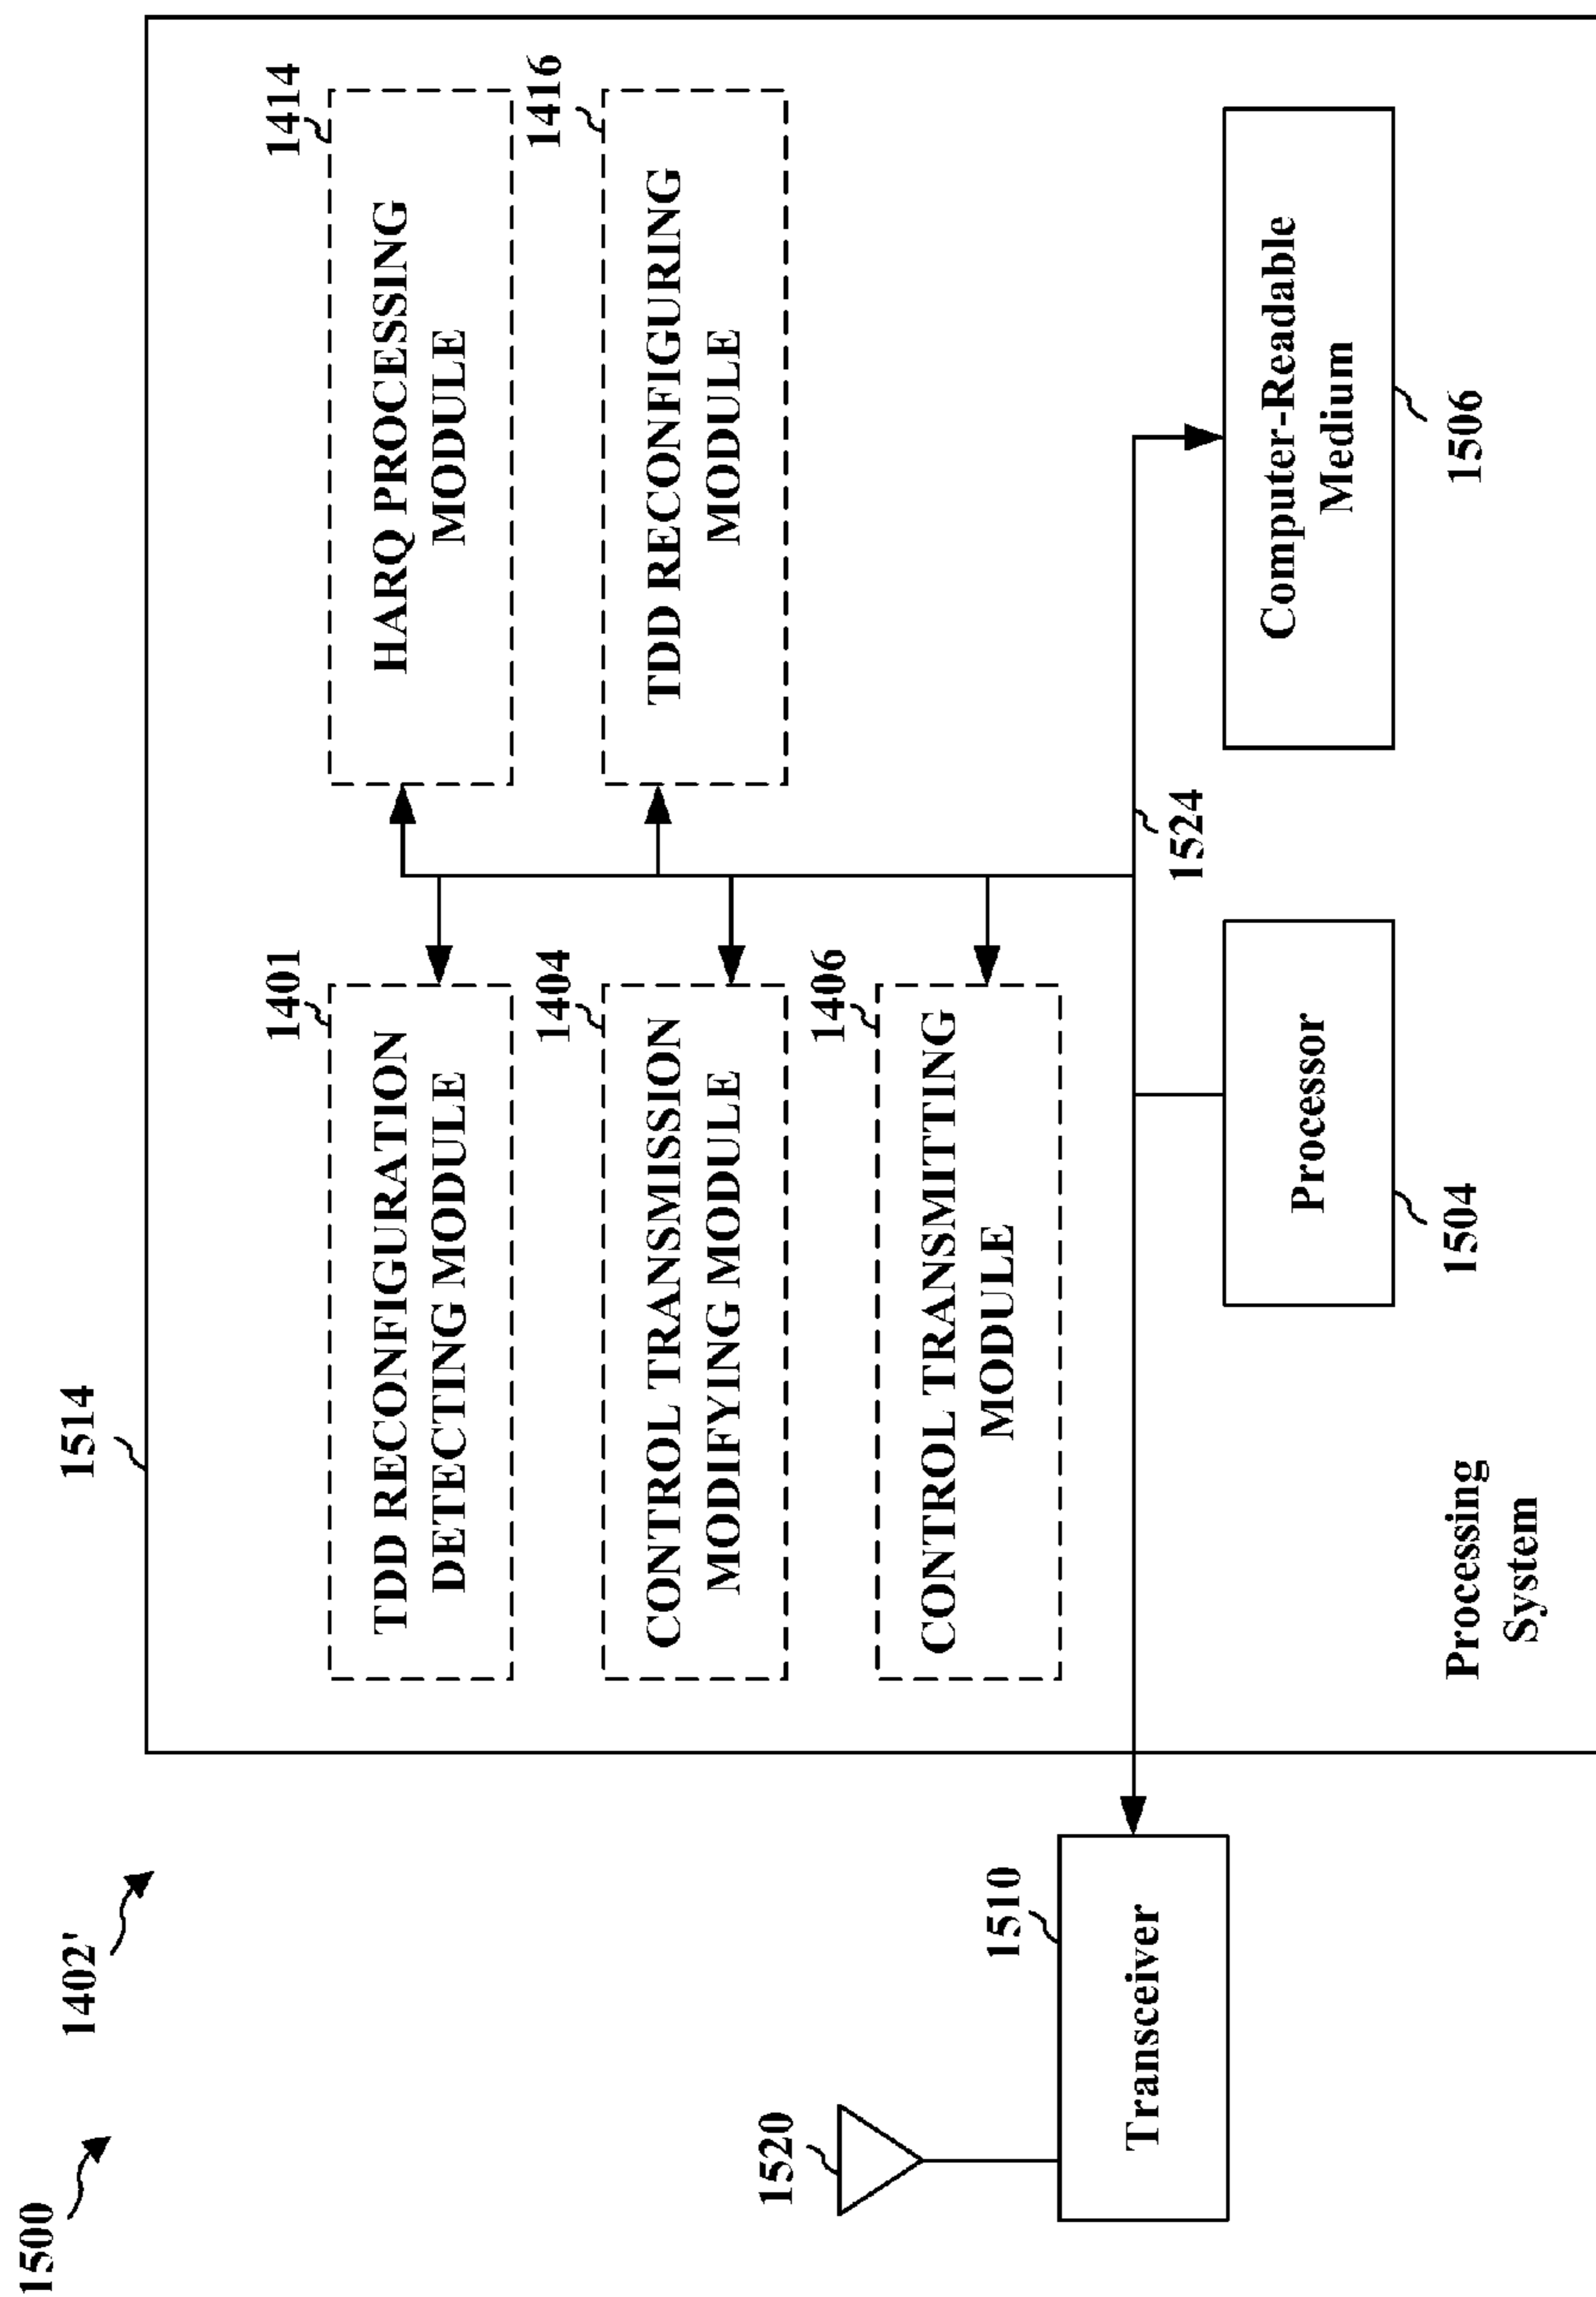 1500
1402'
1514
1401
TDD RECONFIGURATION
DETECTING MODULE
1414
HARQ PROCESSING
MODULE
1404
CONTROL TRANSMISSION
MODIFYING MODULE
1416
TDD RECONFIGURING
MODULE
1406
CONTROL TRANSMITTING
MODULE
1520
1510
Transceiver
1524
Processor
1504
Computer-Readable
Medium
1506
Processing
System